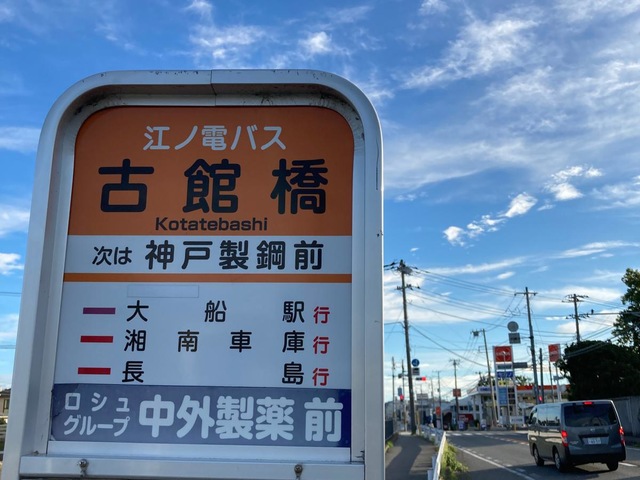 江ノ電バス
古館橋
Kotatebashi
次は 神戸製鋼前
大船駅行
湘南車庫行
長島行
ロシュグループ 中外製薬前